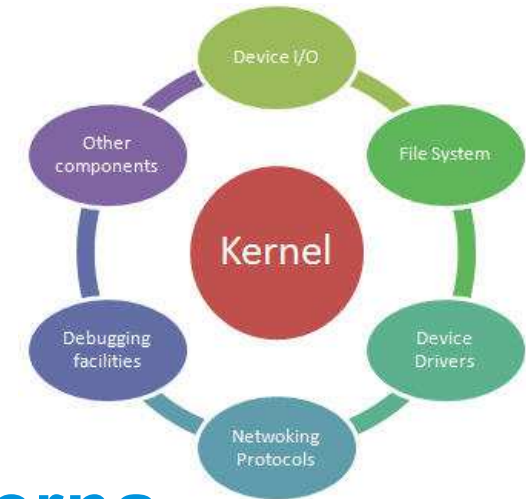 Device I/O
File System
Device
Drivers
Netwoking
Protocols
Debugging
facilities
Other
components
Kernel